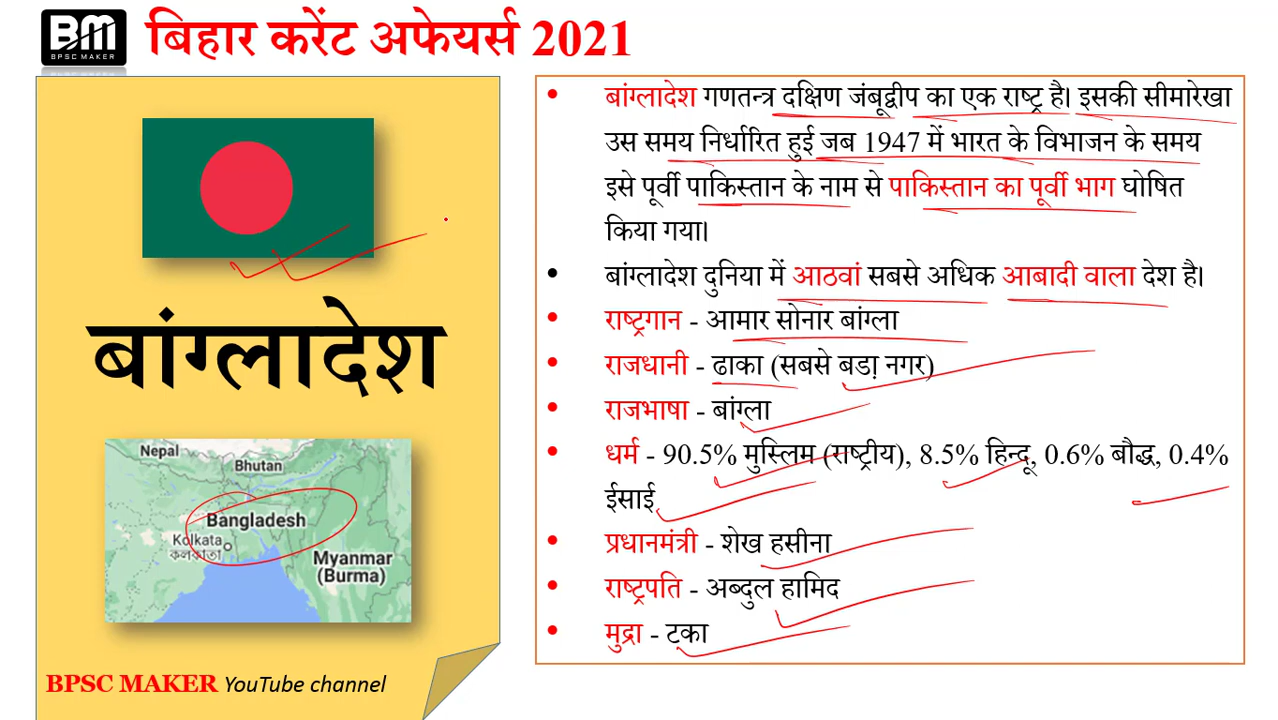 BM
BPSC MAKER
बिहार करेंट अफेयर्स 2021
बांग्लादेश
Nepal
Bhutan
Bangladesh
Kolkata
কলকাতা
Myanmar
(Burma)
BPSC MAKER YouTube channel
• बांग्लादेश गणतन्त्र दक्षिण जंबूद्वीप का एक राष्ट्र है। इसकी सीमारेखा
उस समय निर्धारित हुई जब 1947 में भारत के विभाजन के समय
इसे पूर्वी पाकिस्तान के नाम से पाकिस्तान का पूर्वी भाग घोषित
किया गया।
• बांग्लादेश दुनिया में आठवां सबसे अधिक आबादी वाला देश है।
• राष्ट्रगान - आमार सोनार बांग्ला
• राजधानी - ढाका (सबसे बडा़ नगर)
• राजभाषा - बांग्ला
• धर्म - 90.5% मुस्लिम (राष्ट्रीय), 8.5% हिन्दू, 0.6% बौद्ध, 0.4%
ईसाई
• प्रधानमंत्री - शेख हसीना
• राष्ट्रपति - अब्दुल हामिद
• मुद्रा - टका